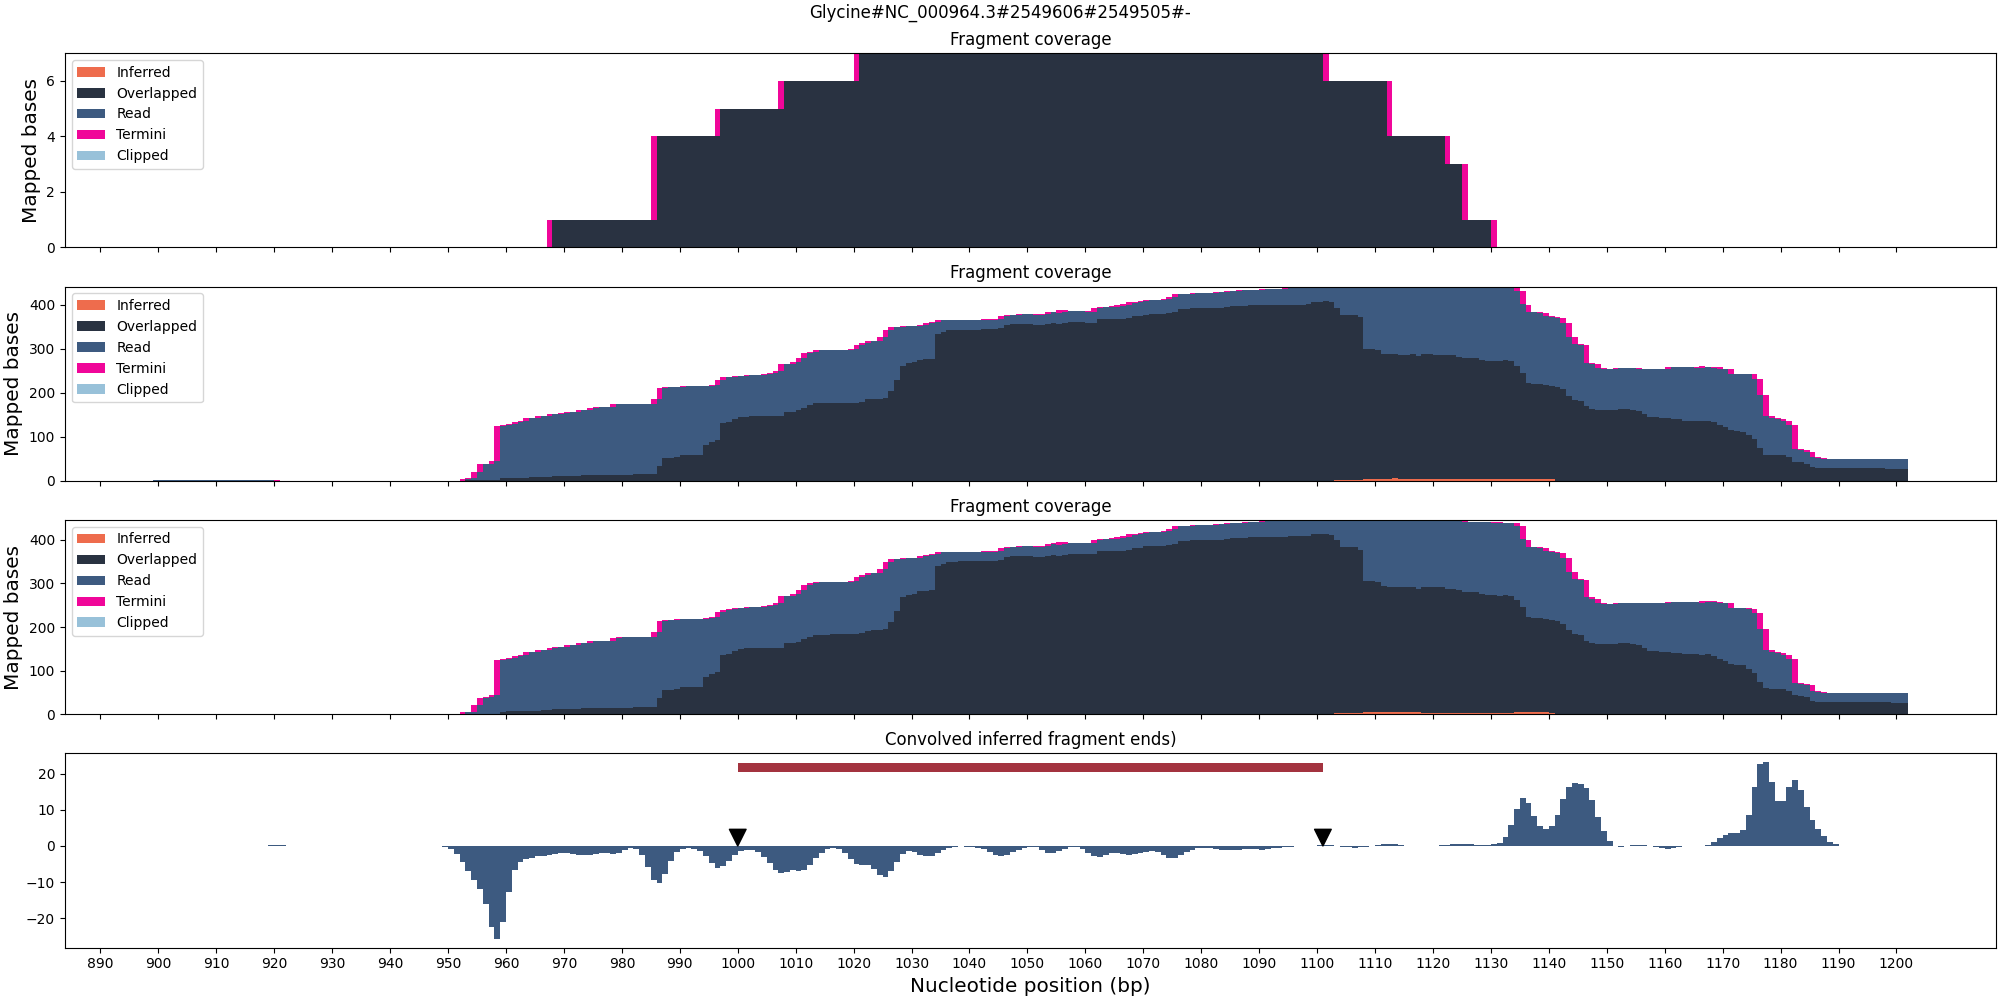 Glycine#NC_000964.3#2549606#2549505#-
Fragment coverage
Mapped bases
6
4
2
0
Inferred
Overlapped
Read
Termini
Clipped
Fragment coverage
Mapped bases
400
300
200
100
0
Inferred
Overlapped
Read
Termini
Clipped
Fragment coverage
Mapped bases
400
300
200
100
0
Inferred
Overlapped
Read
Termini
Clipped
Convolved inferred fragment ends)
20
10
0
−10
−20
890 900 910 920 930 940 950 960 970 980 990 1000 1010 1020 1030 1040 1050 1060 1070 1080 1090 1100 1110 1120 1130 1140 1150 1160 1170 1180 1190 1200
Nucleotide position (bp)